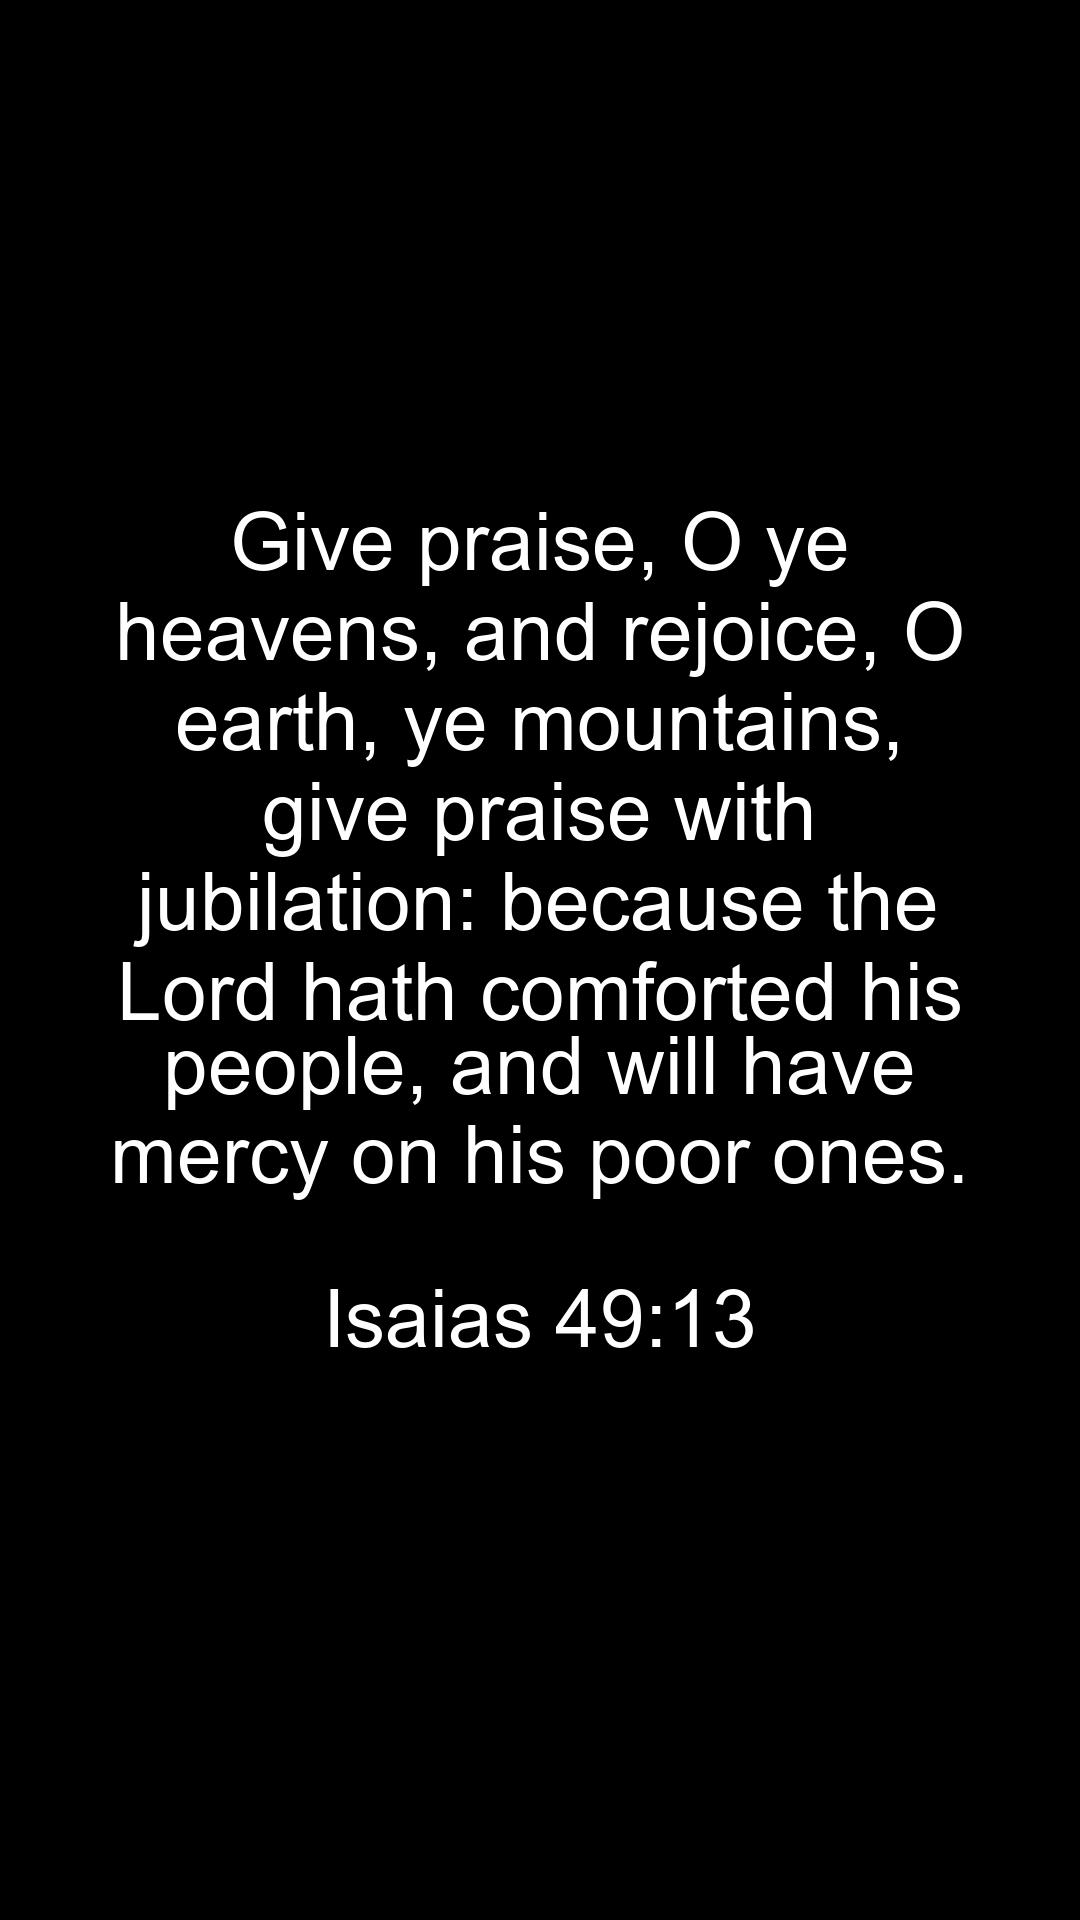 Give praise, O ye
heavens, and rejoice, O
earth, ye mountains,
give praise with
jubilation: because the
Lord hath comforted his
people, and will have
mercy on his poor ones.
Isaias 49:13